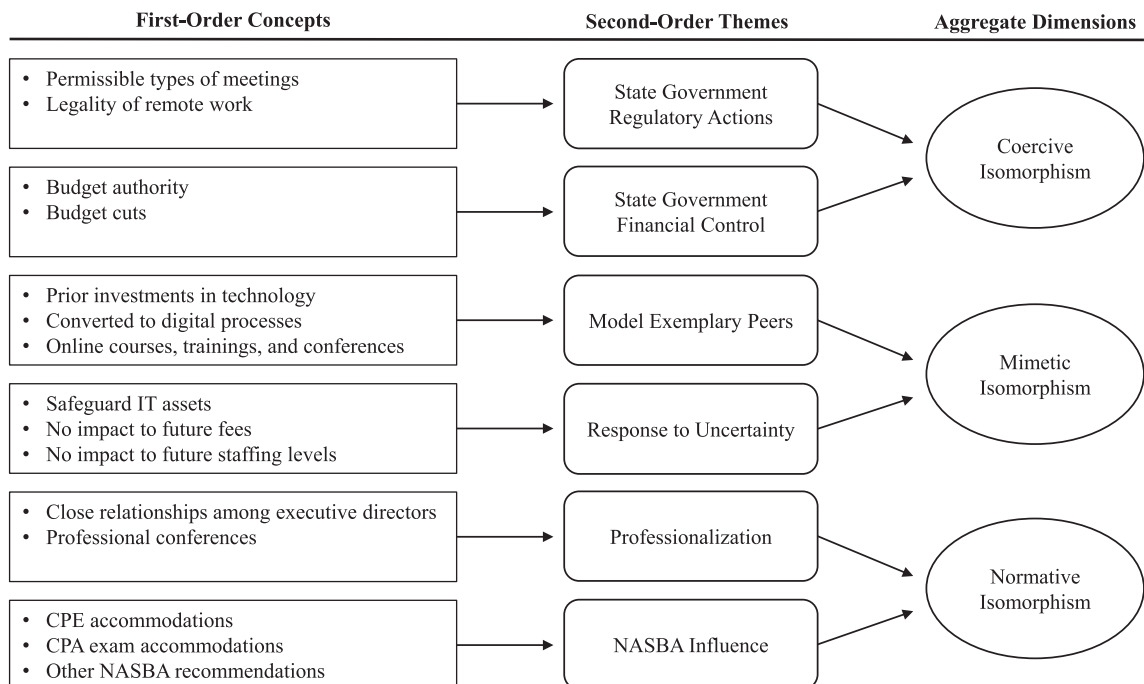 First-Order Concepts
Second-Order Themes
Aggregate Dimensions
• Permissible types of meetings
• Legality of remote work
State Government
Regulatory Actions
Coercive
Isomorphism
• Budget authority
• Budget cuts
State Government
Financial Control
• Prior investments in technology
• Converted to digital processes
• Online courses, trainings, and conferences
Model Exemplary Peers
Mimetic
Isomorphism
• Safeguard IT assets
• No impact to future fees
• No impact to future staffing levels
Response to Uncertainty
• Close relationships among executive directors
• Professional conferences
Professionalization
Normative
Isomorphism
• CPE accommodations
• CPA exam accommodations
• Other NASBA recommendations
NASBA Influence